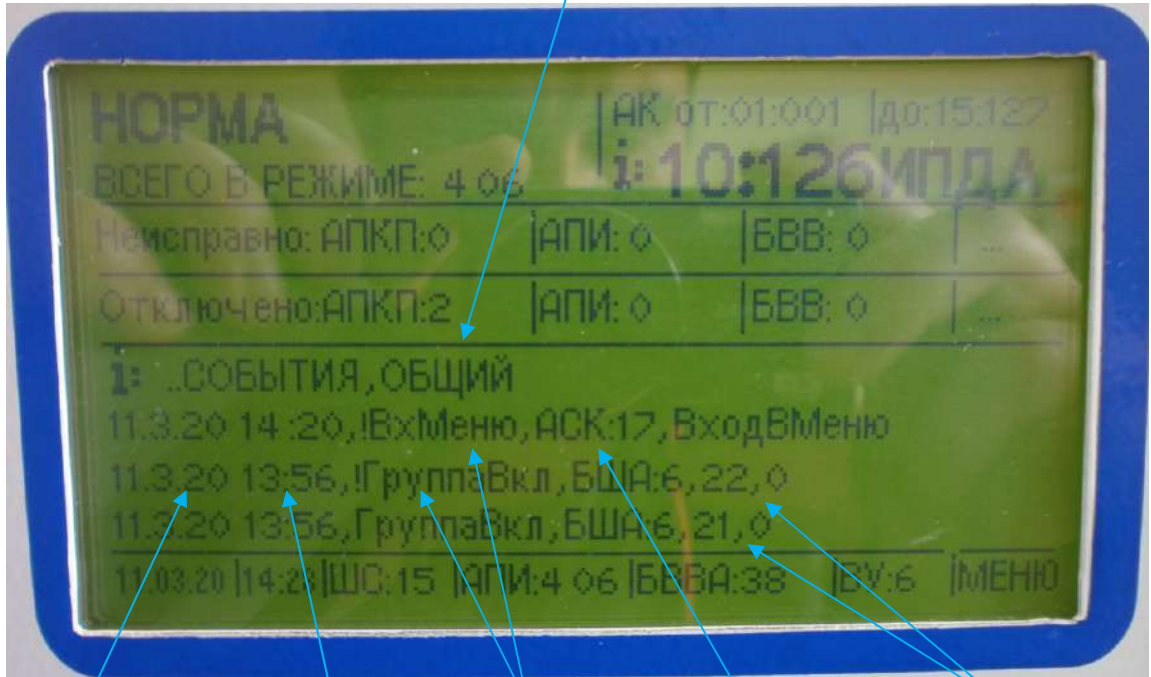 НОРМА
АК от:01:001 |до:15:127
ВСЕГО В РЕЖИМЕ: 4 06
i: 10:126ИПДА
Неисправно: АПКП:0 |АПИ: 0 |БВВ: 0 | ...
Отключено:АПКП:2 |АПИ: 0 |БВВ: 0 | ...
i: ..СОБЫТИЯ,ОБЩИЙ
11.3.20 14:20,!ВхМеню,АСК:17,ВходВМеню
11.3.20 13:56,!ГруппаВкл,БША:6,22,0
11.3.20 13:56,ГруппаВкл,БША:6,21,0
11.03.20 |14:23|ШС:15 |АПИ:4 06 |БВВА:38 |ВУ:6 |МЕНЮ